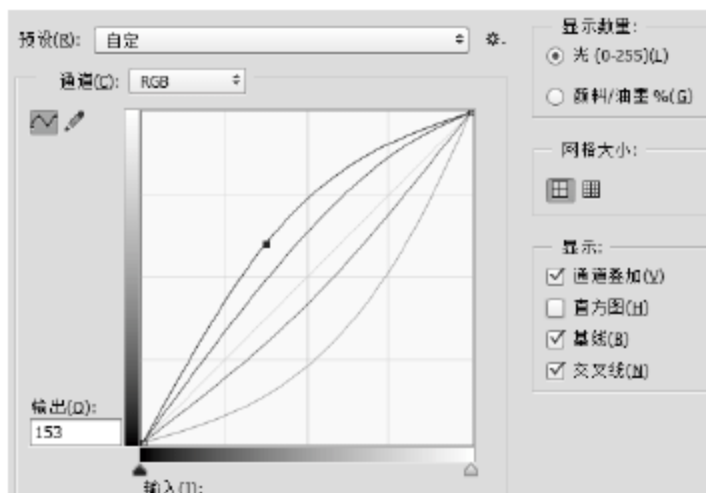 预设(R): 自定
通道(C): RGB
输出(O):
153
输入(I):
显示数量:
光 (0-255)(L)
颜料/油墨 %(G)
网格大小:
显示:
通道叠加(V)
直方图(H)
基线(B)
交叉线(N)